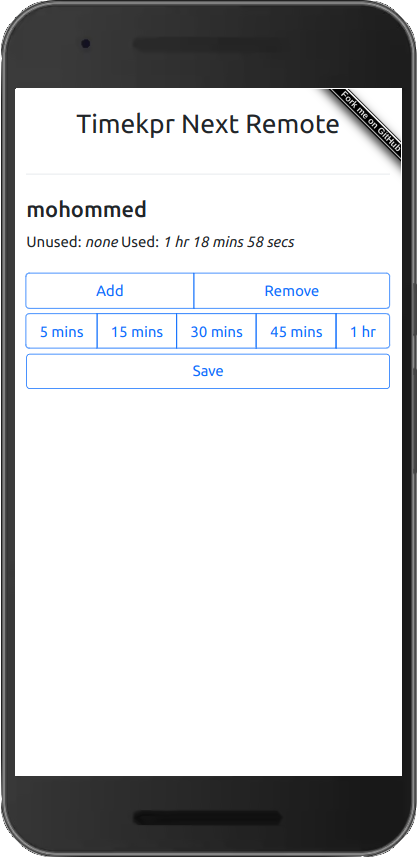 Fork me on GitHub
Timekpr Next Remote
mohommed
Unused: none Used: 1 hr 18 mins 58 secs
Add Remove
5 mins 15 mins 30 mins 45 mins 1 hr
Save